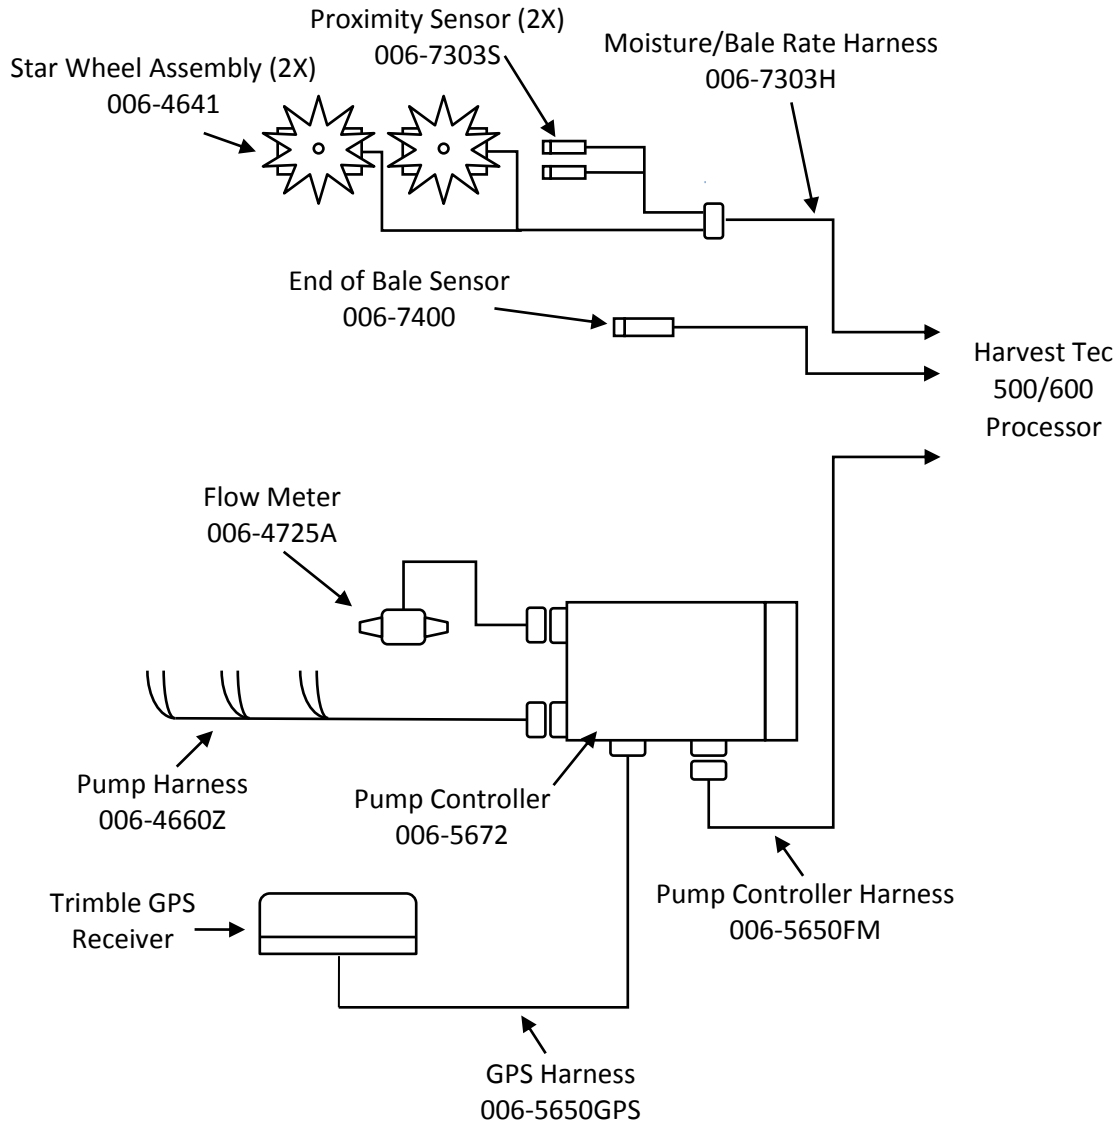 Proximity Sensor (2X)
006-7303S
Moisture/Bale Rate Harness
006-7303H
Star Wheel Assembly (2X)
006-4641
End of Bale Sensor
006-7400
Harvest Tec
500/600
Processor
Flow Meter
006-4725A
Pump Harness
006-4660Z
Pump Controller
006-5672
Pump Controller Harness
006-5650FM
Trimble GPS
Receiver
GPS Harness
006-5650GPS